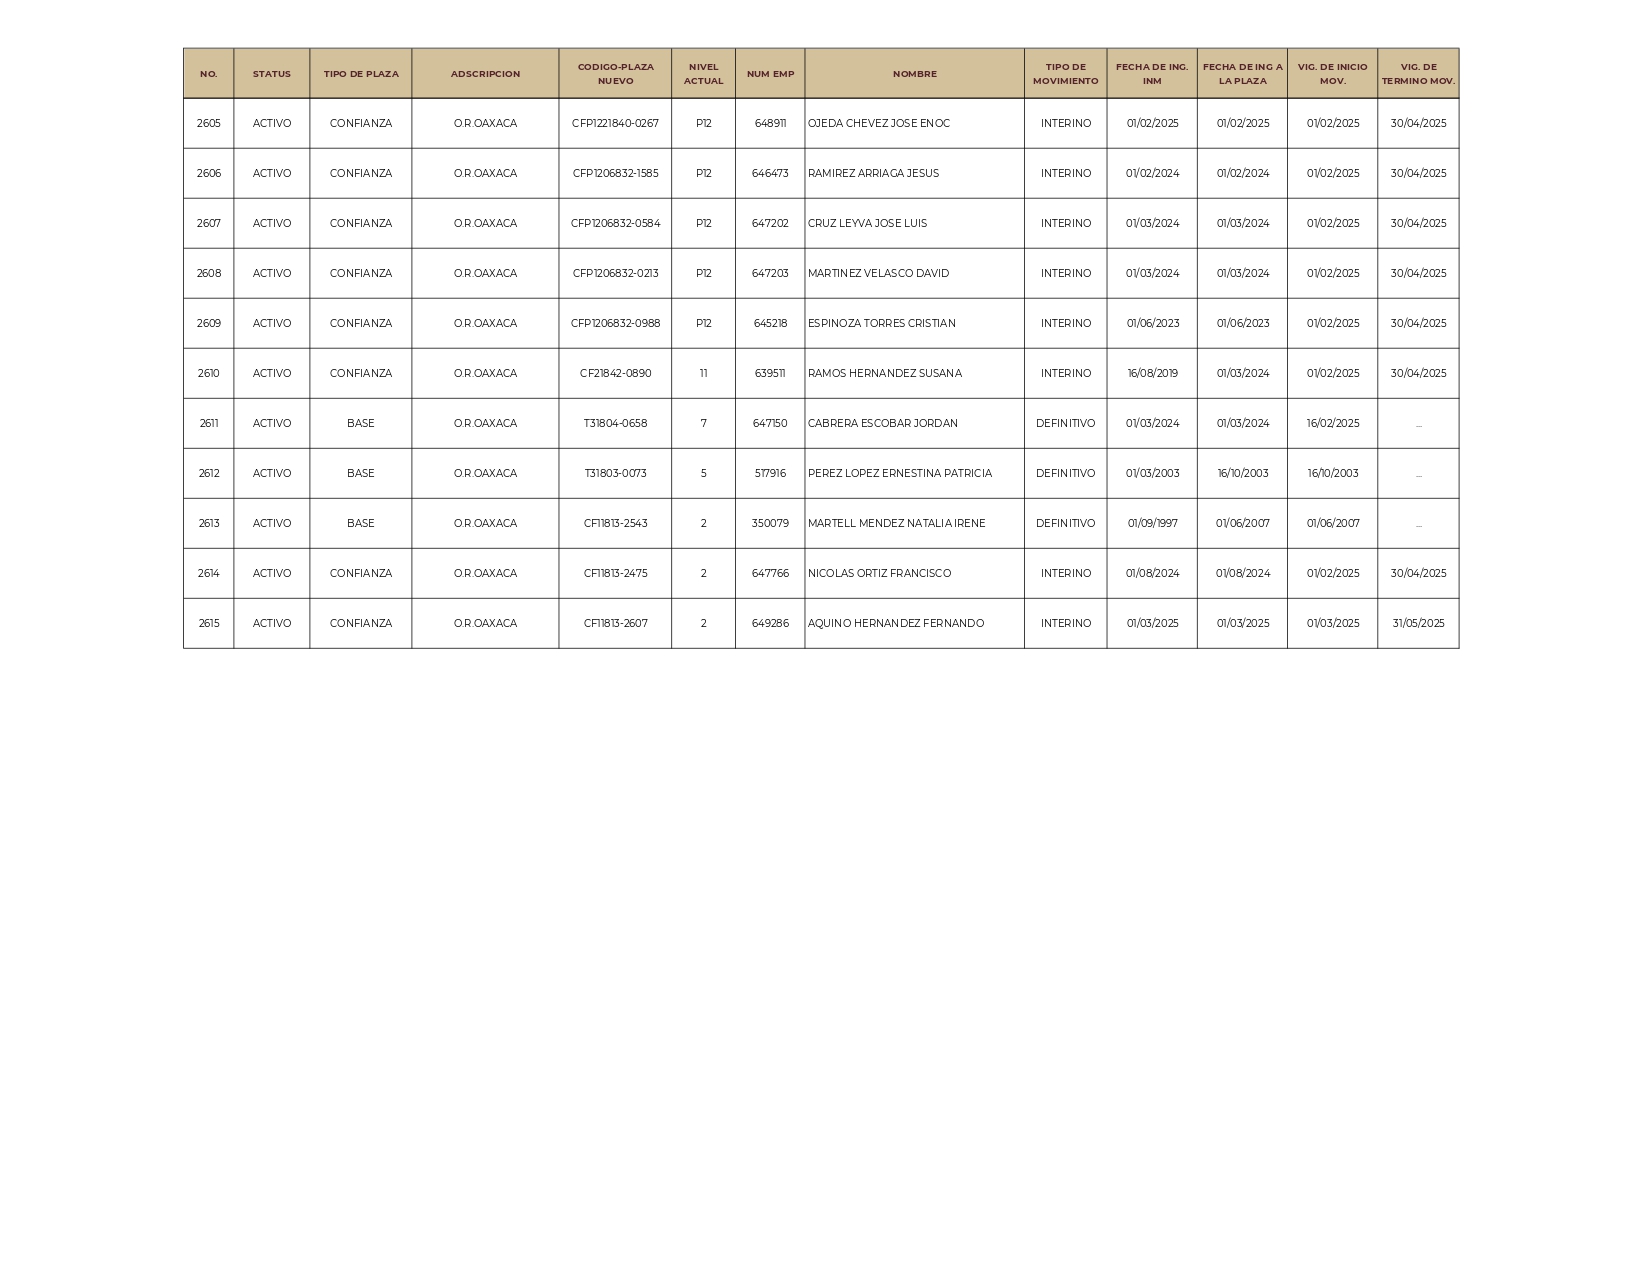 NO. STATUS TIPO DE PLAZA ADSCRIPCION CODIGO-PLAZA NUEVO NIVEL ACTUAL NUM EMP NOMBRE TIPO DE MOVIMIENTO FECHA DE ING. INM FECHA DE ING A LA PLAZA VIG. DE INICIO MOV. VIG. DE TERMINO MOV.
2605 ACTIVO CONFIANZA O.R.OAXACA CFP1221840-0267 P12 648911 OJEDA CHEVEZ JOSE ENOC INTERINO 01/02/2025 01/02/2025 01/02/2025 30/04/2025
2606 ACTIVO CONFIANZA O.R.OAXACA CFP1206832-1585 P12 646473 RAMIREZ ARRIAGA JESUS INTERINO 01/02/2024 01/02/2024 01/02/2025 30/04/2025
2607 ACTIVO CONFIANZA O.R.OAXACA CFP1206832-0584 P12 647202 CRUZ LEYVA JOSE LUIS INTERINO 01/03/2024 01/03/2024 01/02/2025 30/04/2025
2608 ACTIVO CONFIANZA O.R.OAXACA CFP1206832-0213 P12 647203 MARTINEZ VELASCO DAVID INTERINO 01/03/2024 01/03/2024 01/02/2025 30/04/2025
2609 ACTIVO CONFIANZA O.R.OAXACA CFP1206832-0988 P12 645218 ESPINOZA TORRES CRISTIAN INTERINO 01/06/2023 01/06/2023 01/02/2025 30/04/2025
2610 ACTIVO CONFIANZA O.R.OAXACA CF21842-0890 11 639511 RAMOS HERNANDEZ SUSANA INTERINO 16/08/2019 01/03/2024 01/02/2025 30/04/2025
2611 ACTIVO BASE O.R.OAXACA T31804-0658 7 647150 CABRERA ESCOBAR JORDAN DEFINITIVO 01/03/2024 01/03/2024 16/02/2025 ...
2612 ACTIVO BASE O.R.OAXACA T31803-0073 5 517916 PEREZ LOPEZ ERNESTINA PATRICIA DEFINITIVO 01/03/2003 16/10/2003 16/10/2003 ...
2613 ACTIVO BASE O.R.OAXACA CF11813-2543 2 350079 MARTELL MENDEZ NATALIA IRENE DEFINITIVO 01/09/1997 01/06/2007 01/06/2007 ...
2614 ACTIVO CONFIANZA O.R.OAXACA CF11813-2475 2 647766 NICOLAS ORTIZ FRANCISCO INTERINO 01/08/2024 01/08/2024 01/02/2025 30/04/2025
2615 ACTIVO CONFIANZA O.R.OAXACA CF11813-2607 2 649286 AQUINO HERNANDEZ FERNANDO INTERINO 01/03/2025 01/03/2025 01/03/2025 31/05/2025